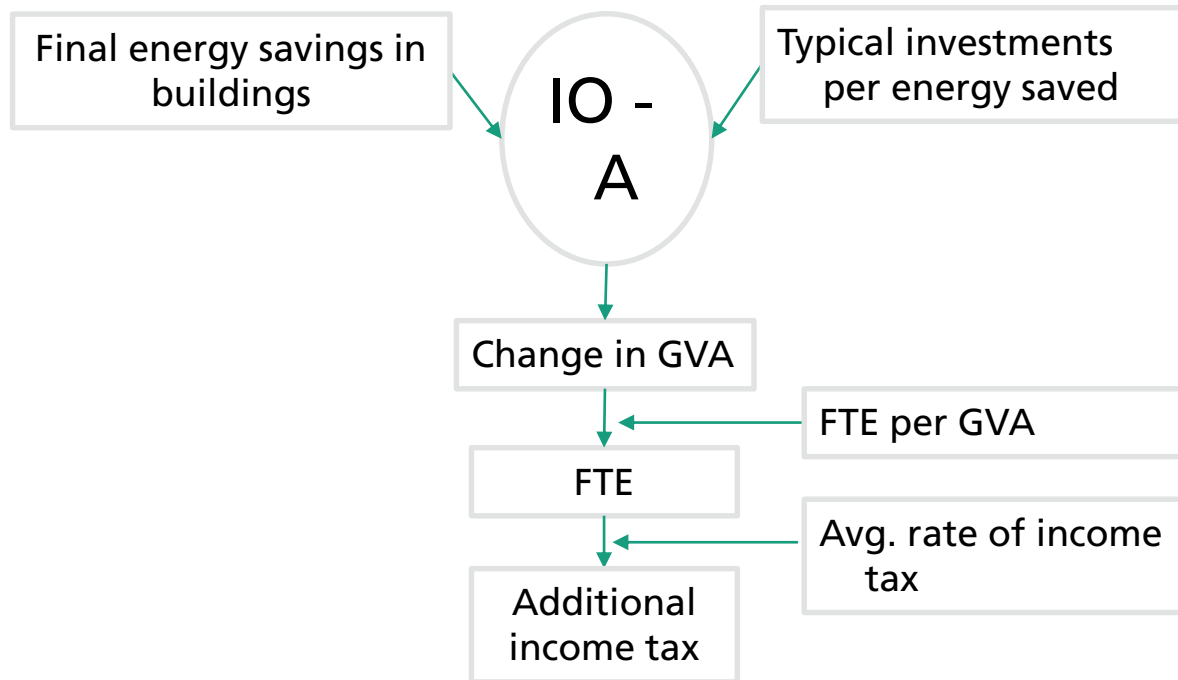 Final energy savings in
buildings
IO -
A
Typical investments
per energy saved
Change in GVA
FTE per GVA
FTE
Avg. rate of income
tax
Additional
income tax